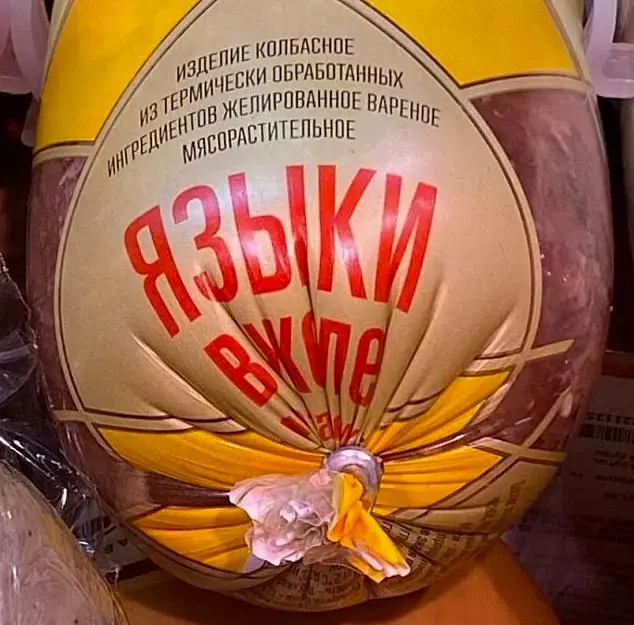 ИЗДЕЛИЕ КОЛБАСНОЕ
ИЗ ТЕРМИЧЕСКИ ОБРАБОТАННЫХ
ИНГРЕДИЕНТОВ ЖЕЛИРОВАННОЕ ВАРЕНОЕ
МЯСОРАСТИТЕЛЬНОЕ
ЯЗЫКИ
в желе